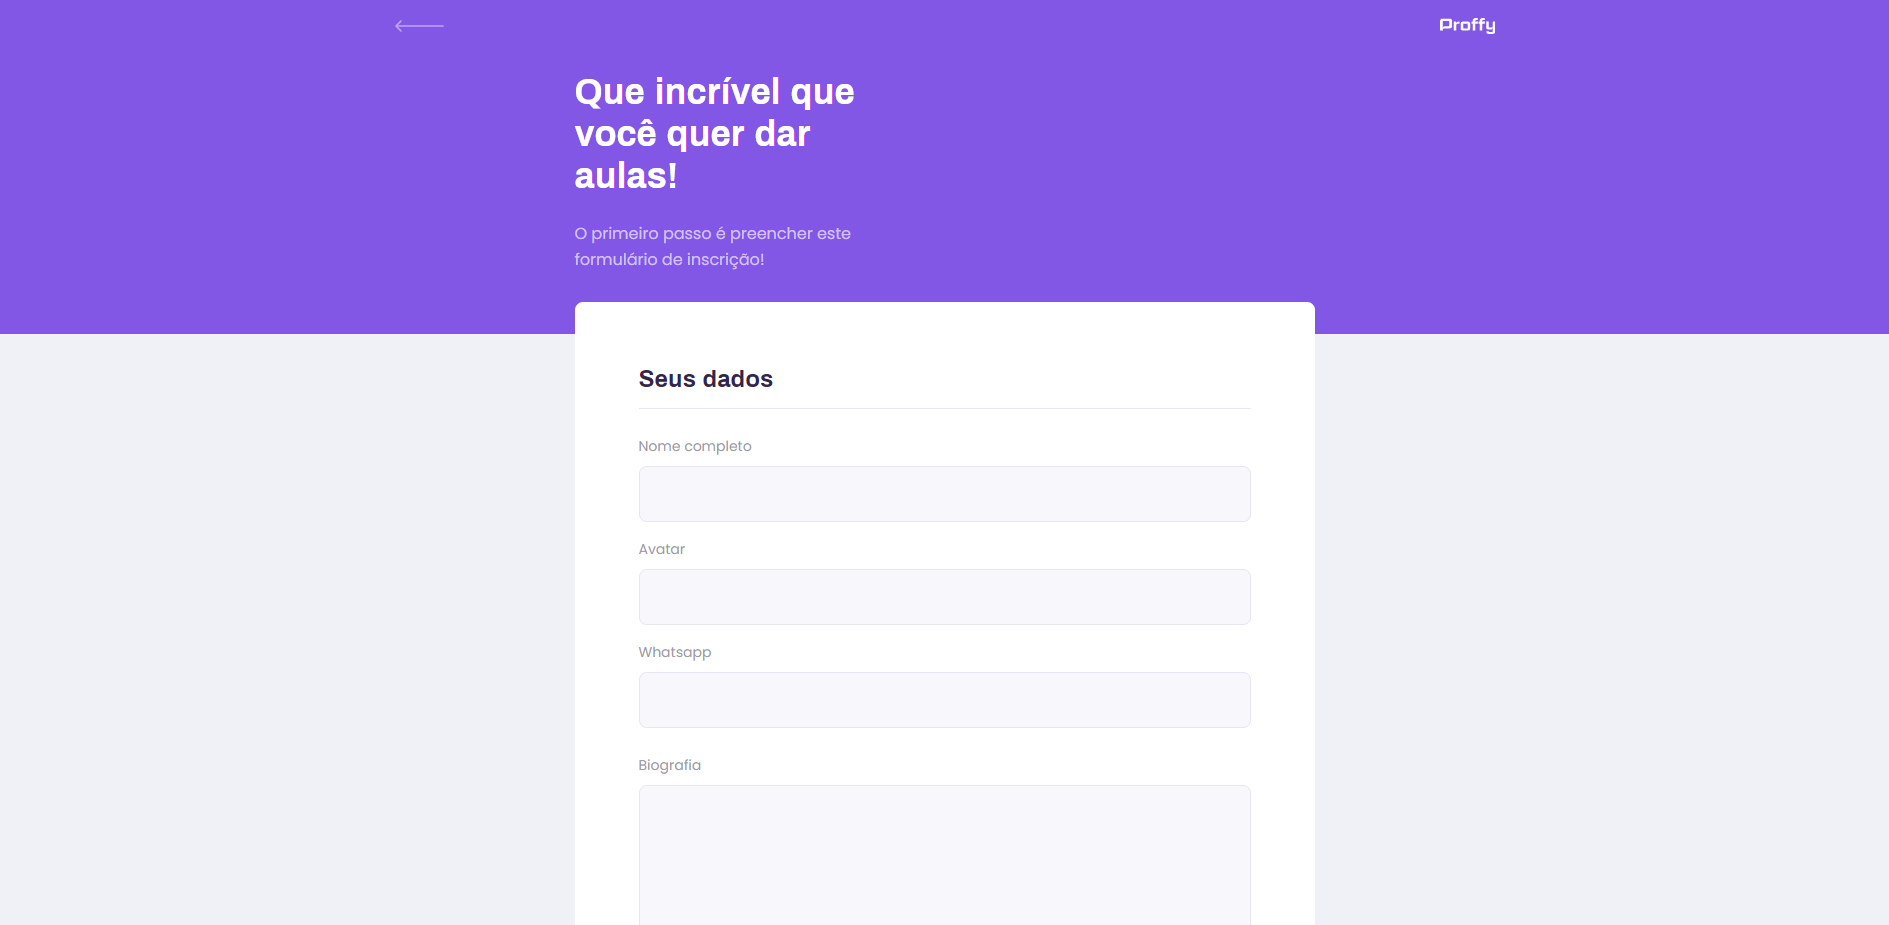 Proffy
Que incrível que
você quer dar
aulas!
O primeiro passo é preencher este
formulário de inscrição!
Seus dados
Nome completo
Avatar
Whatsapp
Biografia